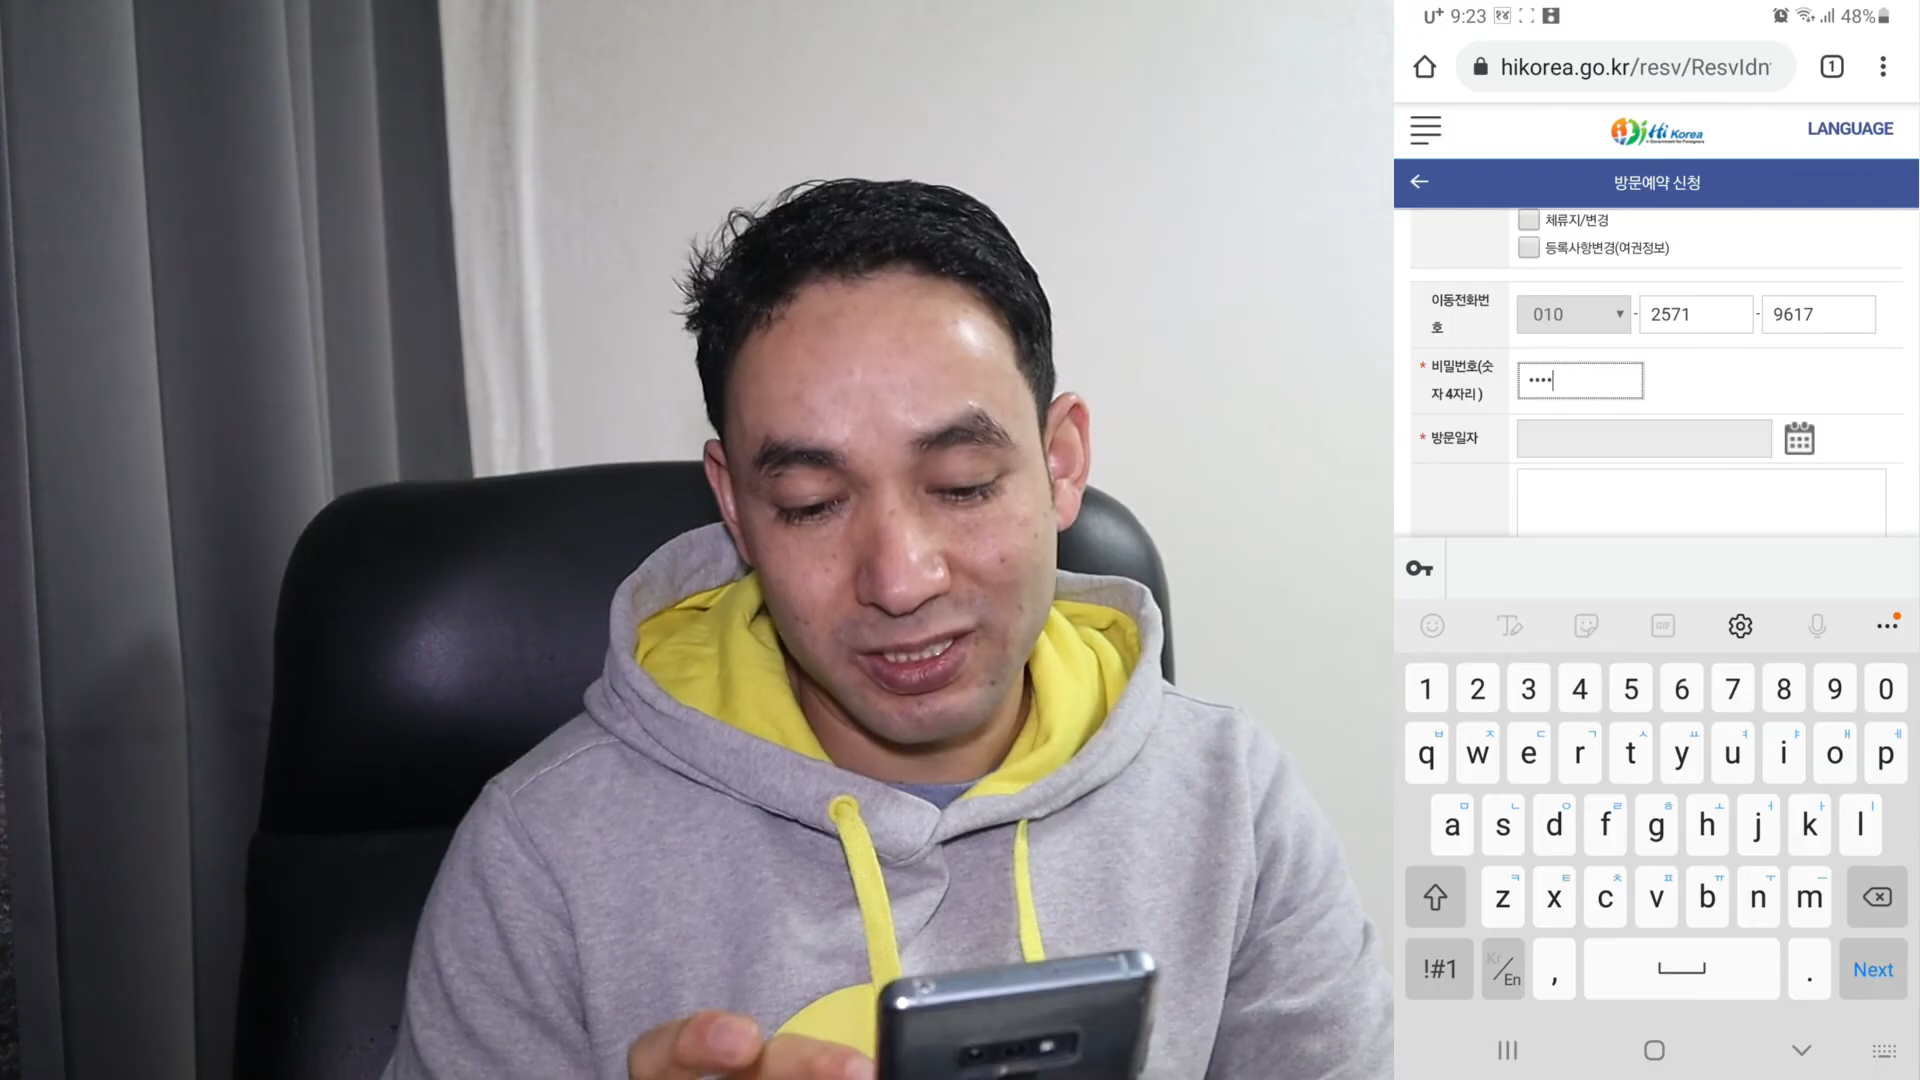 U+ 9:23 48%
hikorea.go.kr/resv/ResvIdn
1
Hi Korea
LANGUAGE
방문예약 신청
체류지/변경
등록사항변경(여권정보)
이동전화번
호
010 - 2571 - 9617
* 비밀번호(숫
자 4자리 )
••••
* 방문일자
GIF
1 2 3 4 5 6 7 8 9 0
ㅂ ㅈ ㄷ ㄱ ㅅ ㅛ ㅕ ㅑ ㅐ ㅔ
q w e r t y u i o p
ㅁ ㄴ ㅇ ㄹ ㅎ ㅗ ㅓ ㅏ ㅣ
a s d f g h j k l
ㅋ ㅌ ㅊ ㅍ ㅠ ㅜ ㅡ
z x c v b n m
!#1 Kr/En , . Next